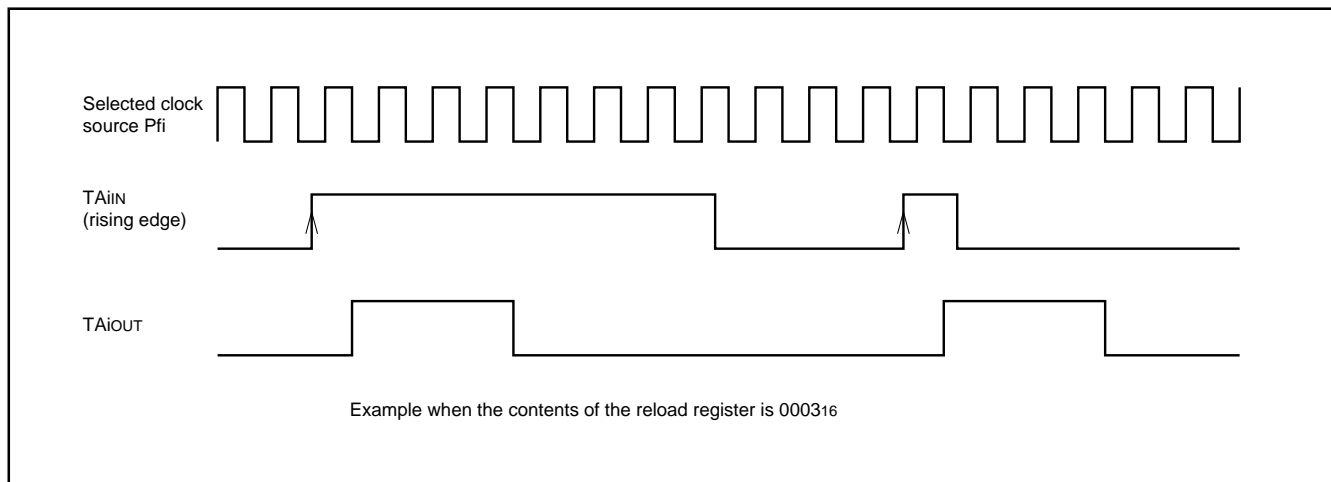 Selected clock
source Pfi
TAiIN
(rising edge)
TAiOUT
Example when the contents of the reload register is 000316